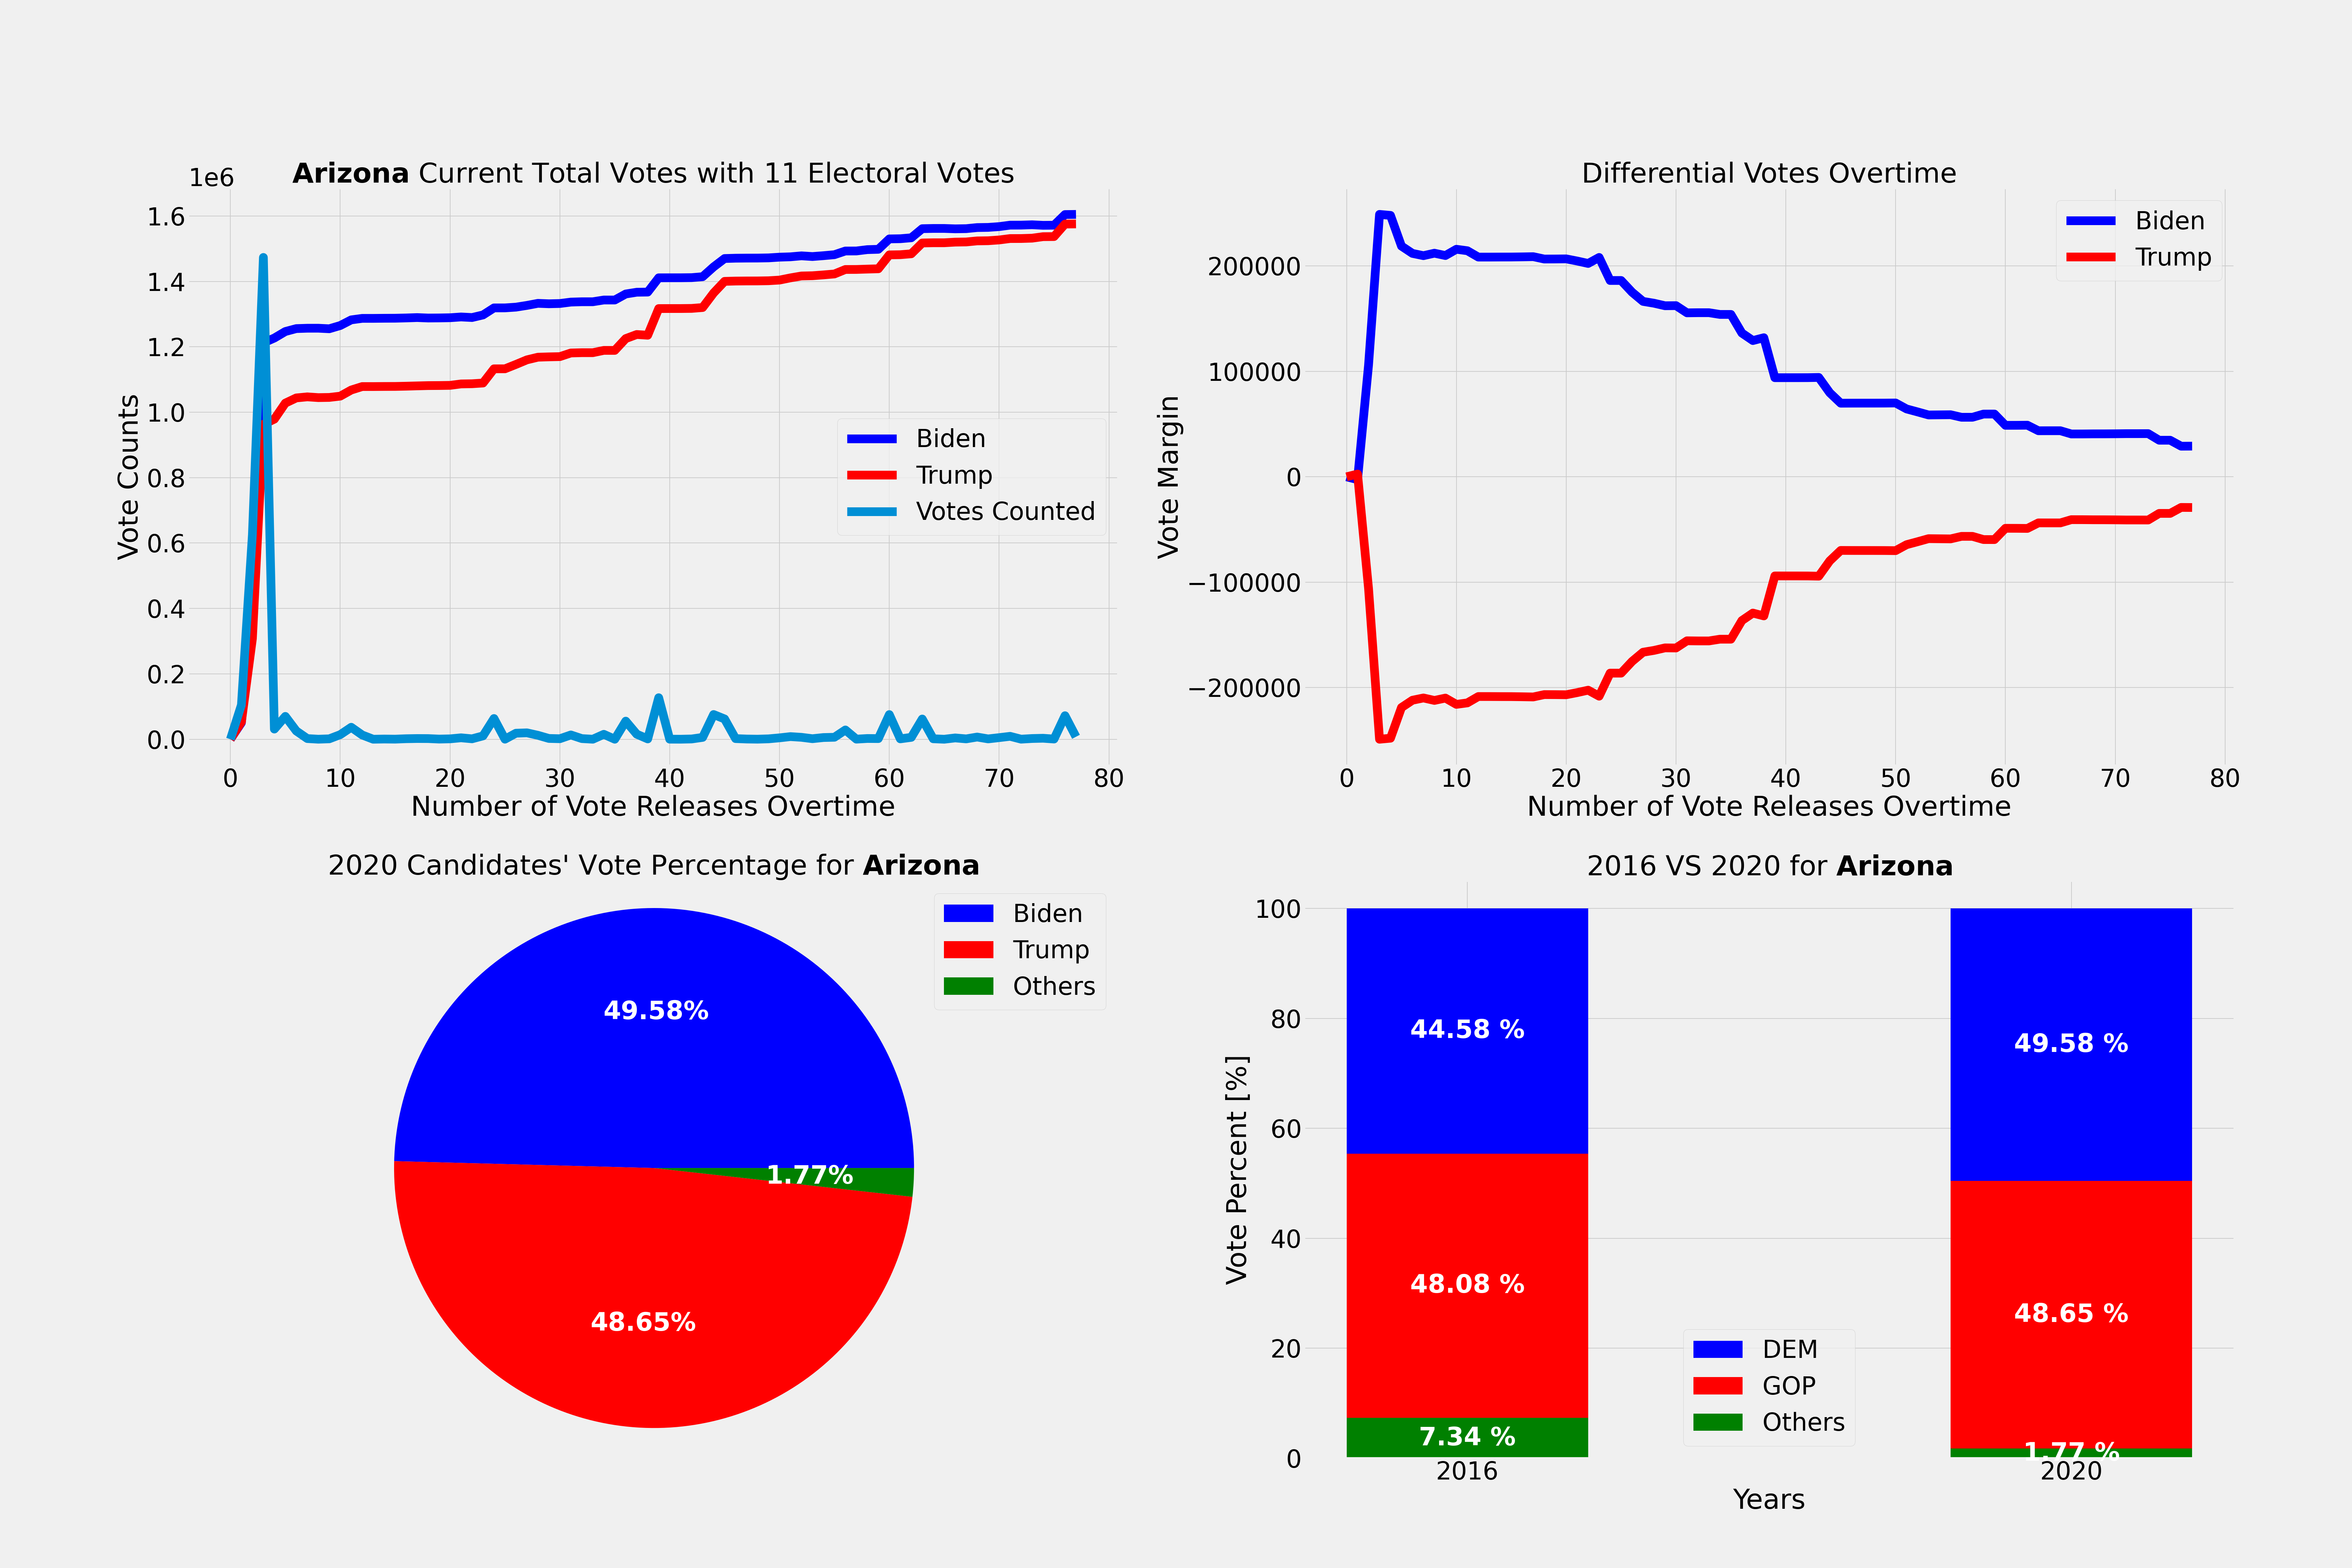 Arizona Current Total Votes with 11 Electoral Votes
1e6
1.6
1.4
1.2
1.0
0.8
0.6
0.4
0.2
0.0
Vote Counts
Biden
Trump
Votes Counted
0 10 20 30 40 50 60 70 80
Number of Vote Releases Overtime
Differential Votes Overtime
200000
100000
0
−100000
−200000
Vote Margin
Biden
Trump
0 10 20 30 40 50 60 70 80
Number of Vote Releases Overtime
2020 Candidates' Vote Percentage for Arizona
Biden
Trump
Others
49.58%
1.77%
48.65%
2016 VS 2020 for Arizona
100
80
60
40
20
0
Vote Percent [%]
44.58 %
48.08 %
7.34 %
49.58 %
48.65 %
1.77 %
DEM
GOP
Others
2016 2020
Years